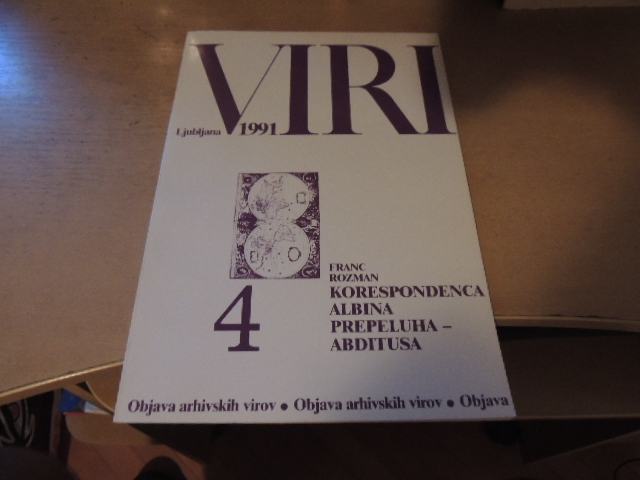 VIRI
Ljubljana 1991
4
FRANC
ROZMAN
KORESPONDENCA
ALBINA
PREPELUHA –
ABDITUSA
Objava arhivskih virov ● Objava arhivskih virov ● Objava